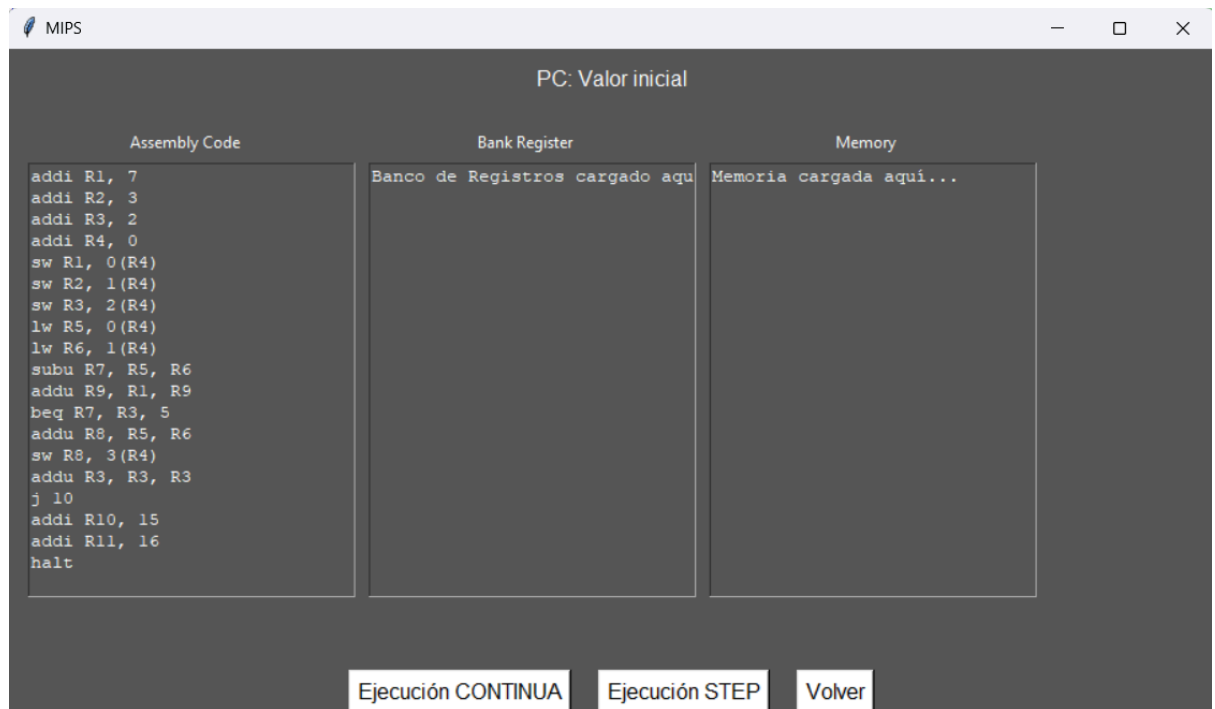 MIPS
PC: Valor inicial
Assembly Code
Bank Register
Memory
addi R1, 7
addi R2, 3
addi R3, 2
addi R4, 0
sw R1, 0(R4)
sw R2, 1(R4)
sw R3, 2(R4)
lw R5, 0(R4)
lw R6, 1(R4)
subu R7, R5, R6
addu R9, R1, R9
beq R7, R3, 5
addu R8, R5, R6
sw R8, 3(R4)
addu R3, R3, R3
j 10
addi R10, 15
addi R11, 16
halt
Banco de Registros cargado aqu
Memoria cargada aquí...
Ejecución CONTINUA
Ejecución STEP
Volver